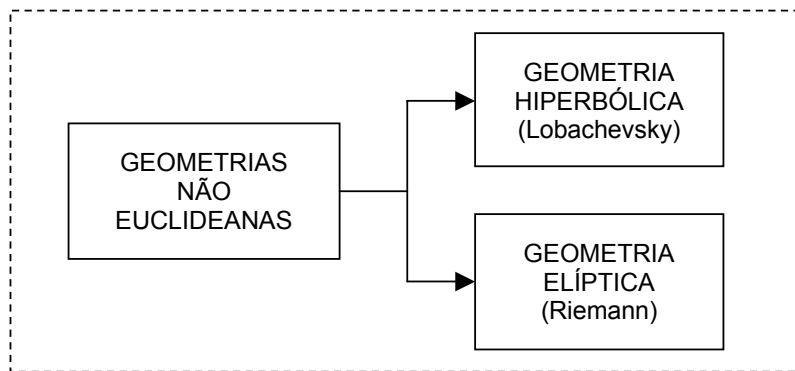 GEOMETRIAS
NÃO
EUCLIDEANAS
GEOMETRIA
HIPERBÓLICA
(Lobachevsky)
GEOMETRIA
ELÍPTICA
(Riemann)